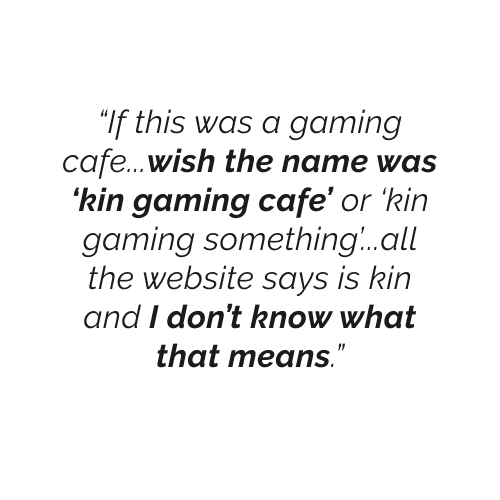 “If this was a gaming
cafe...wish the name was
‘kin gaming cafe’ or ‘kin
gaming something’...all
the website says is kin
and I don’t know what
that means.”